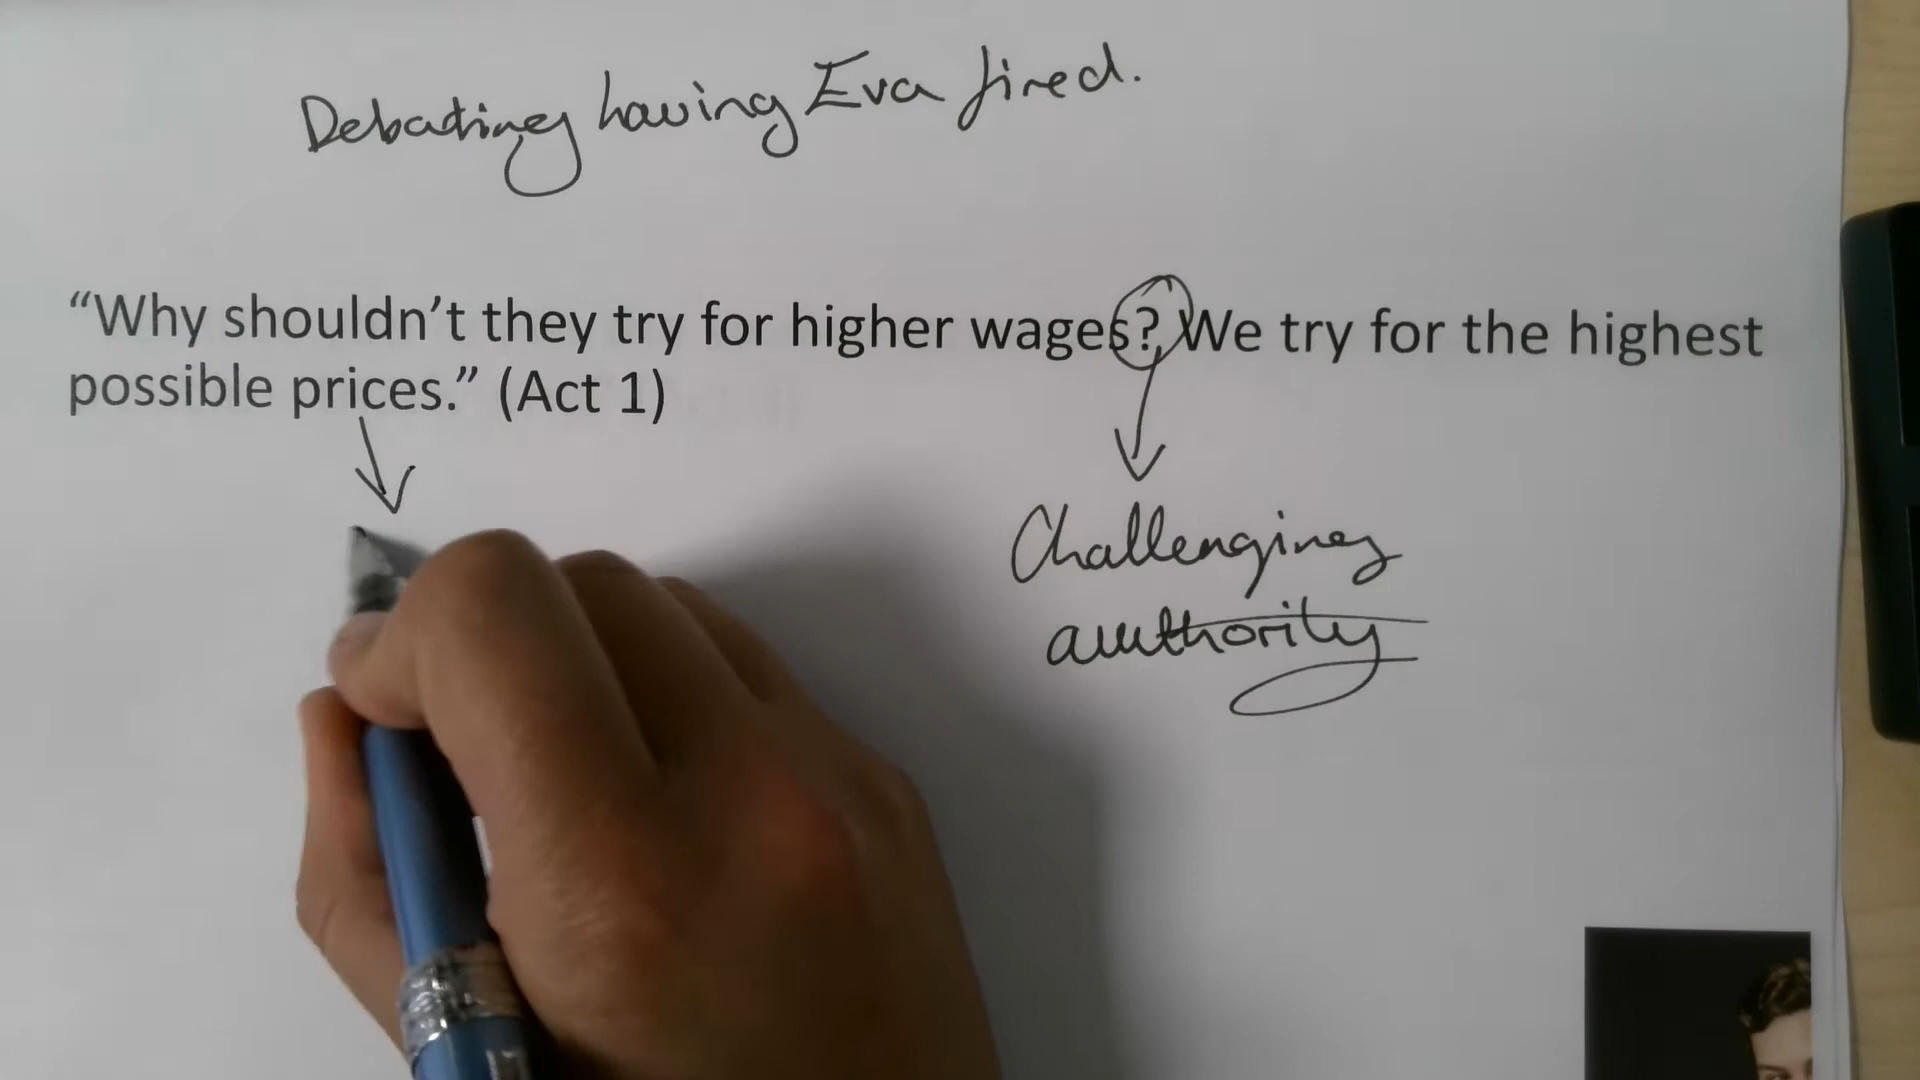 Debating having Eva fired.
“Why shouldn’t they try for higher wages? We try for the highest
possible prices.” (Act 1)
Challenging
authority